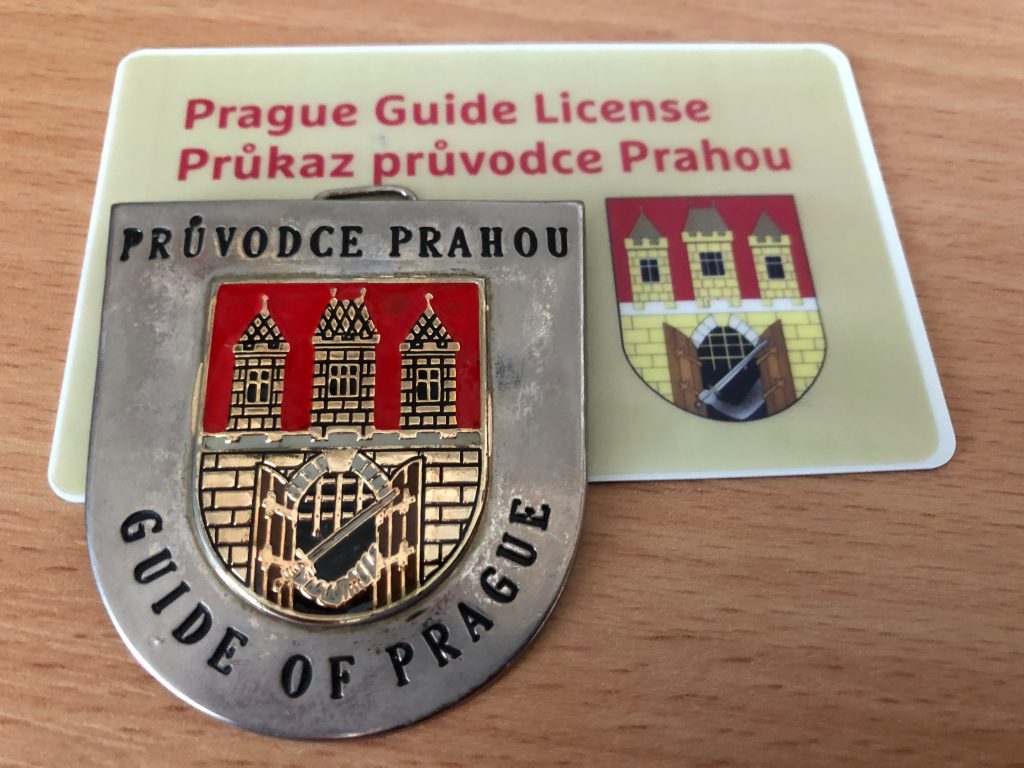 Prague Guide License
Průkaz průvodce Prahou
PRŮVODCE PRAHOU
GUIDE OF PRAGUE